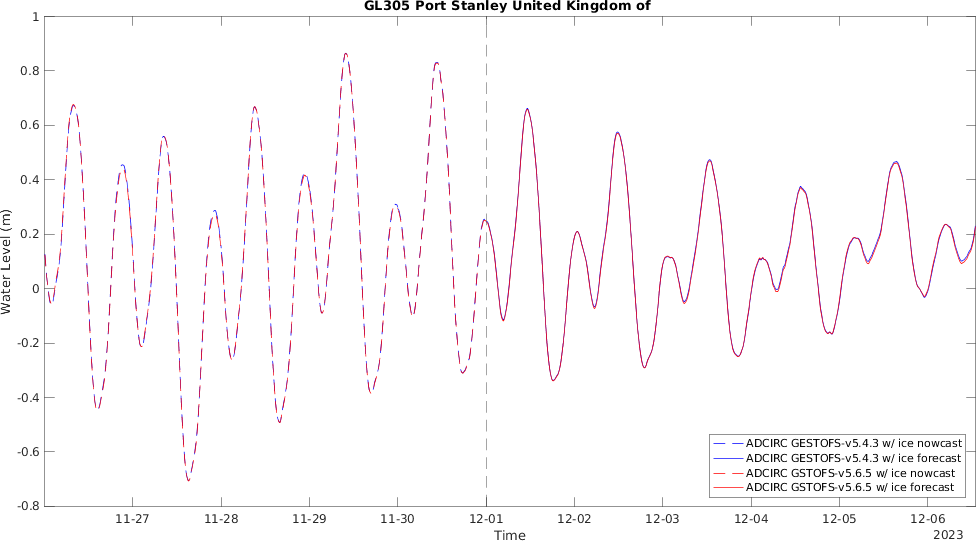 GL305 Port Stanley United Kingdom of
1
0.8
0.6
0.4
0.2
0
-0.2
-0.4
-0.6
-0.8
Water Level (m)
ADCIRC GESTOFS-v5.4.3 w/ ice nowcast
ADCIRC GESTOFS-v5.4.3 w/ ice forecast
ADCIRC GSTOFS-v5.6.5 w/ ice nowcast
ADCIRC GSTOFS-v5.6.5 w/ ice forecast
11-27 11-28 11-29 11-30 12-01 12-02 12-03 12-04 12-05 12-06
Time
2023